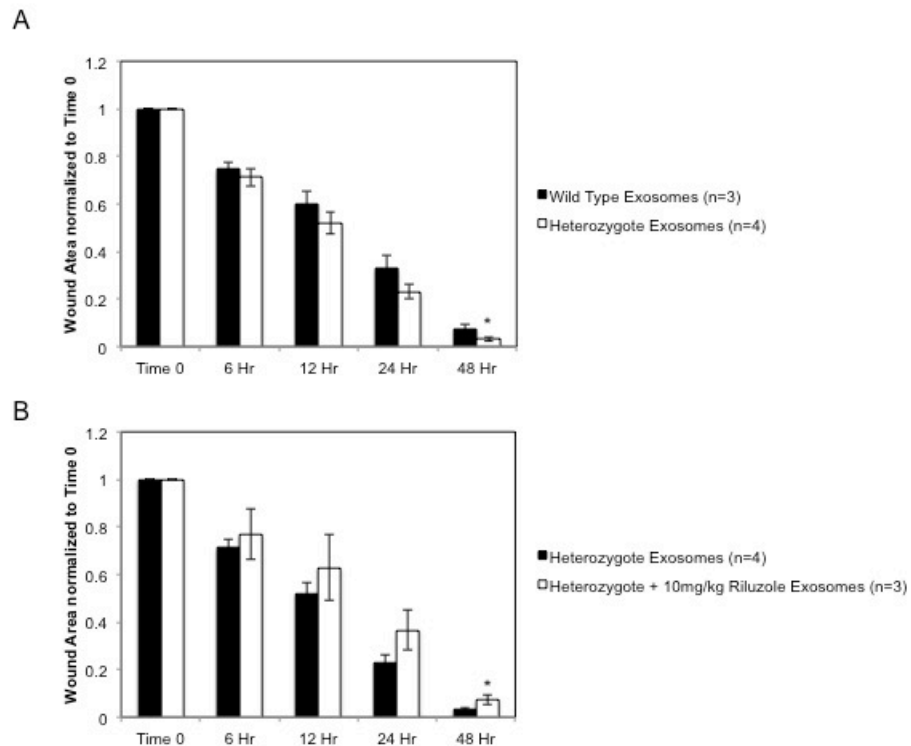 A
1.2
1
0.8
0.6
0.4
0.2
0
Wound Atea normalized to Time 0
Time 0 6 Hr 12 Hr 24 Hr 48 Hr
*
Wild Type Exosomes (n=3)
Heterozygote Exosomes (n=4)
B
1.2
1
0.8
0.6
0.4
0.2
0
Wound Area normalized to Time 0
Time 0 6 Hr 12 Hr 24 Hr 48 Hr
*
Heterozygote Exosomes (n=4)
Heterozygote + 10mg/kg Riluzole Exosomes (n=3)